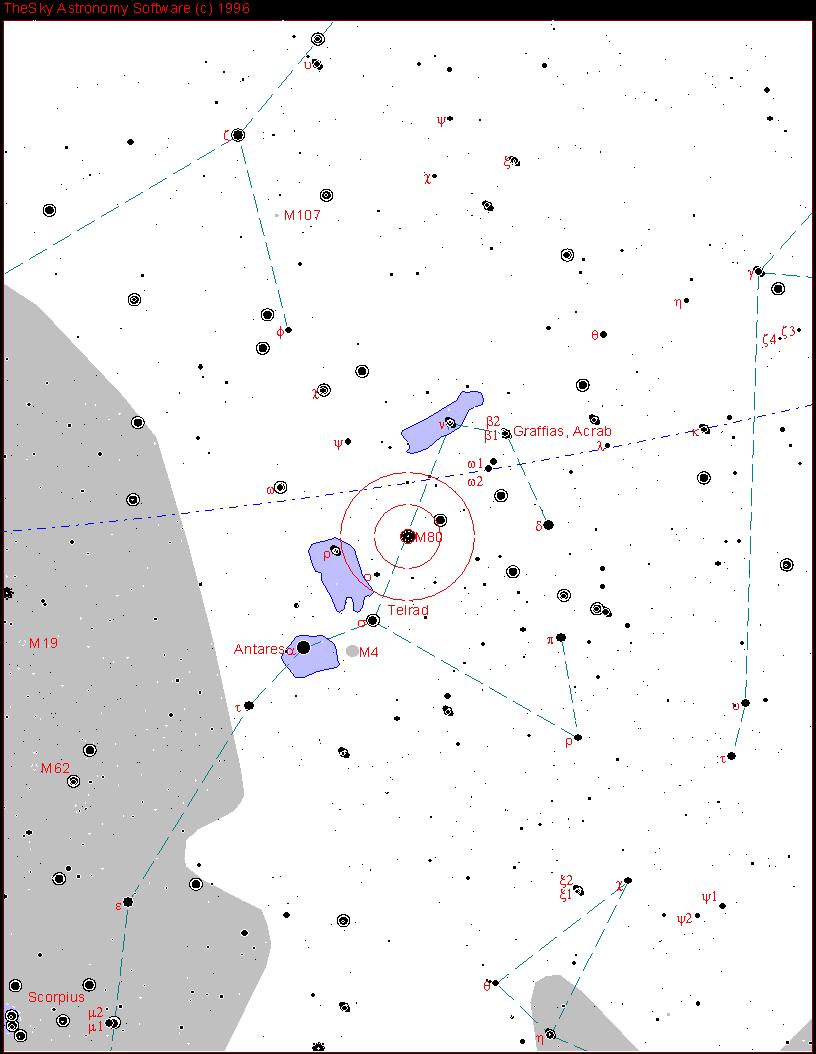 TheSky Astronomy Software (c) 1996
υ
ζ
ψ
ξ
χ
M107
γ
η
ϕ
θ
ζ4
ζ3
χ
ν
β2
β1
Graffias, Acrab
κ
λ
ψ
ω1
ω2
ω
δ
M80
ρ
ο
Telrad
σ
π
M19
Antares
α
M4
τ
υ
ρ
τ
M62
ξ2
ξ1
χ
ψ1
ψ2
ε
θ
Scorpius
μ2
μ1
η